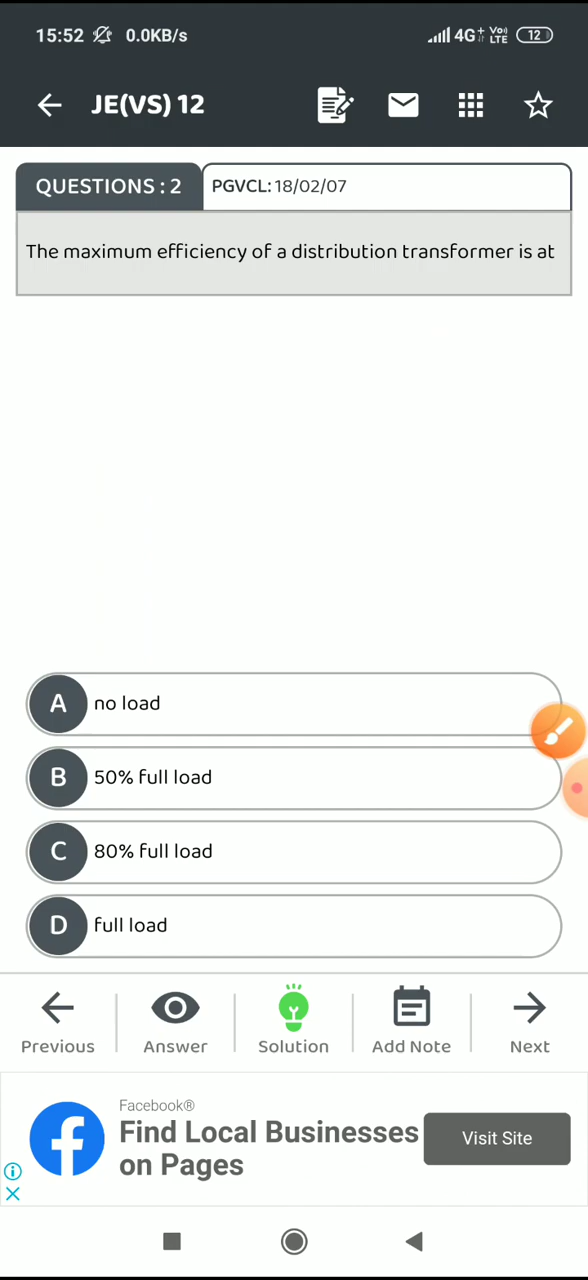 15:52 0.0KB/s 4G+ Vo) LTE 12
JE(VS) 12
QUESTIONS : 2 PGVCL: 18/02/07
The maximum efficiency of a distribution transformer is at
A no load
B 50% full load
C 80% full load
D full load
Previous Answer Solution Add Note Next
Facebook®
Find Local Businesses
on Pages
Visit Site